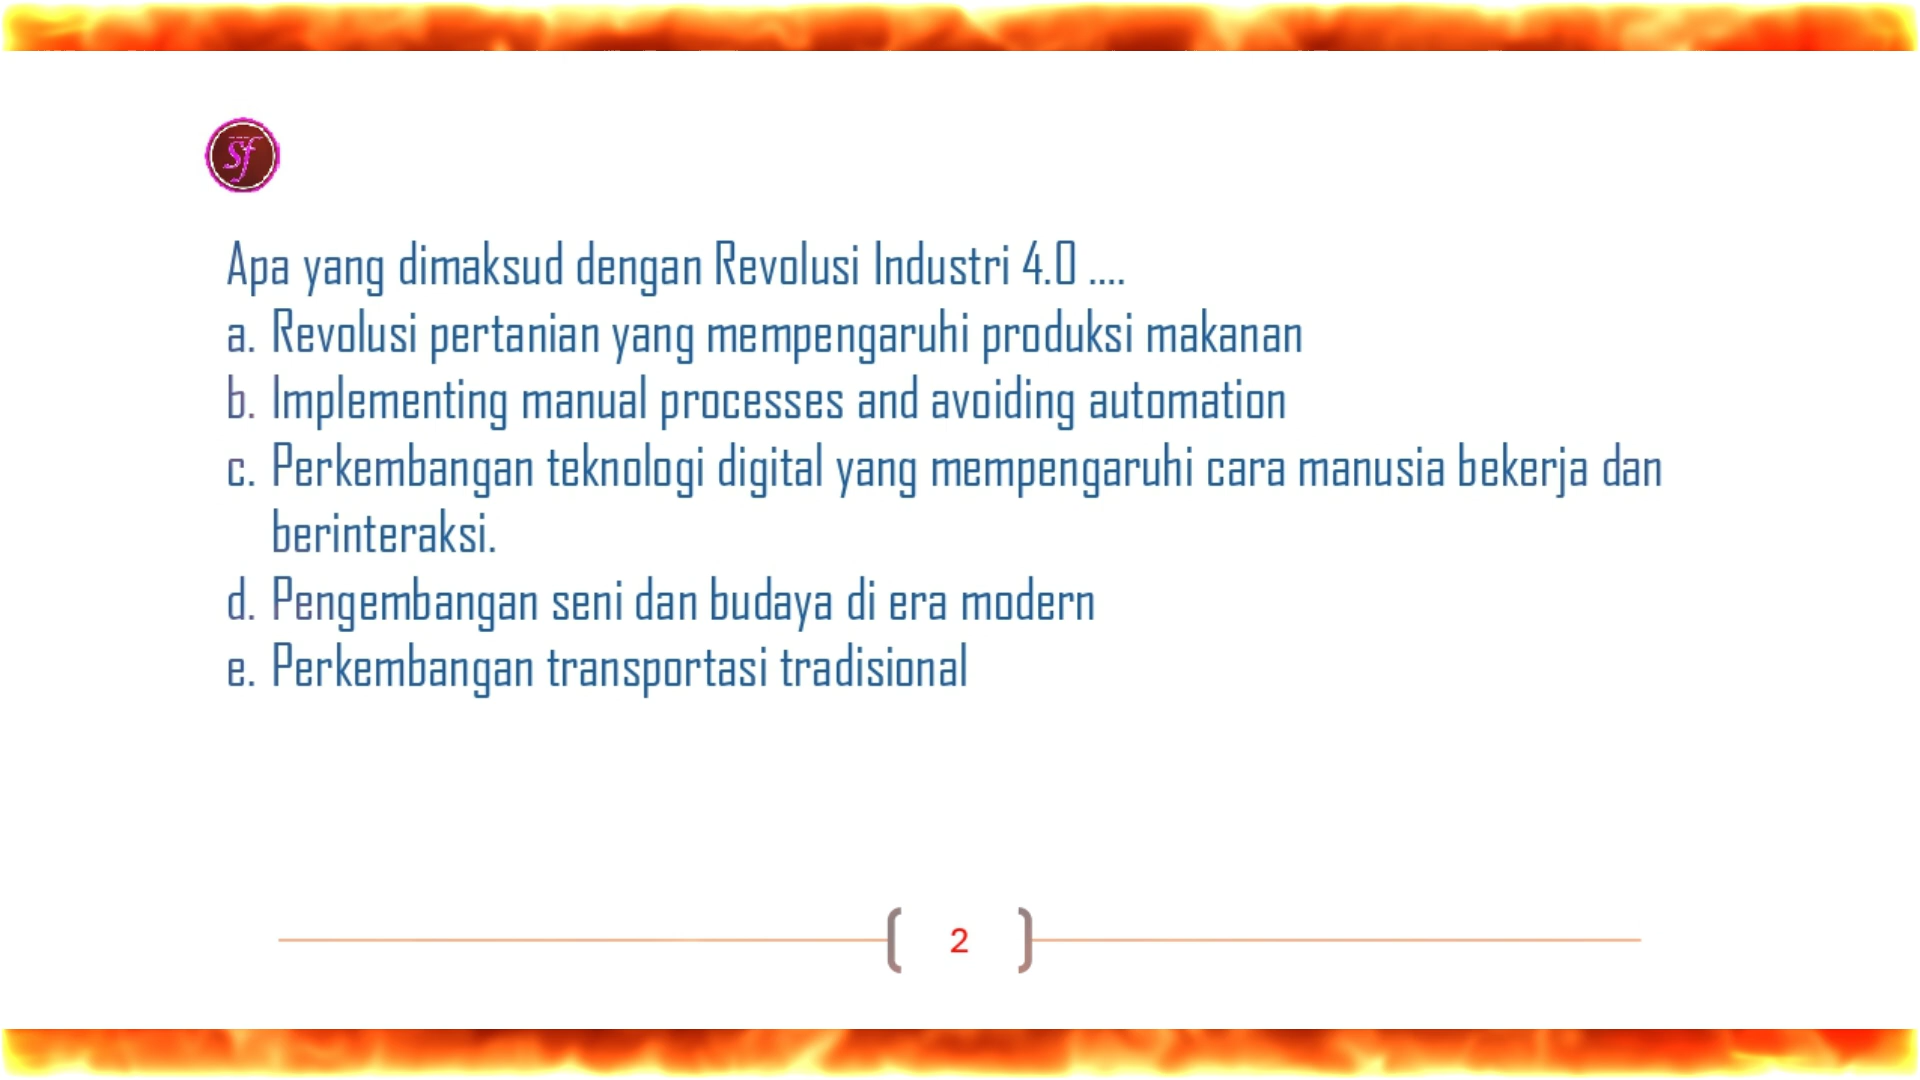 sf
Apa yang dimaksud dengan Revolusi Industri 4.0 ....
a. Revolusi pertanian yang mempengaruhi produksi makanan
b. Implementing manual processes and avoiding automation
c. Perkembangan teknologi digital yang mempengaruhi cara manusia bekerja dan
berinteraksi.
d. Pengembangan seni dan budaya di era modern
e. Perkembangan transportasi tradisional
2